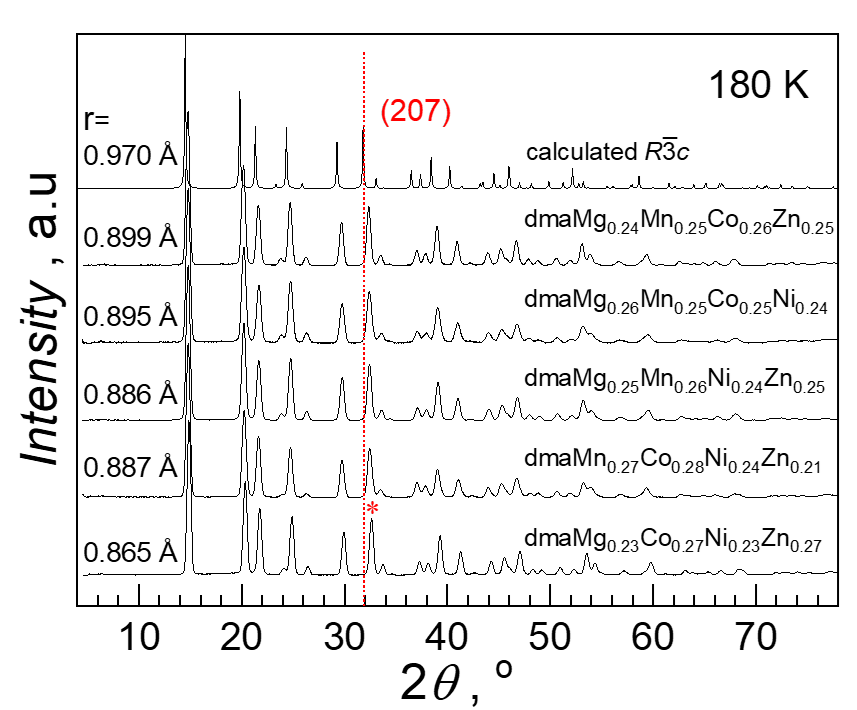 180 K
(207)
r=
0.970 Å
calculated R3̅c
0.899 Å
dmaMg0.24Mn0.25Co0.26Zn0.25
0.895 Å
dmaMg0.26Mn0.25Co0.25Ni0.24
0.886 Å
dmaMg0.25Mn0.26Ni0.24Zn0.25
0.887 Å
dmaMn0.27Co0.28Ni0.24Zn0.21
*
0.865 Å
dmaMg0.23Co0.27Ni0.23Zn0.27
Intensity , a.u
10 20 30 40 50 60 70
2θ , º